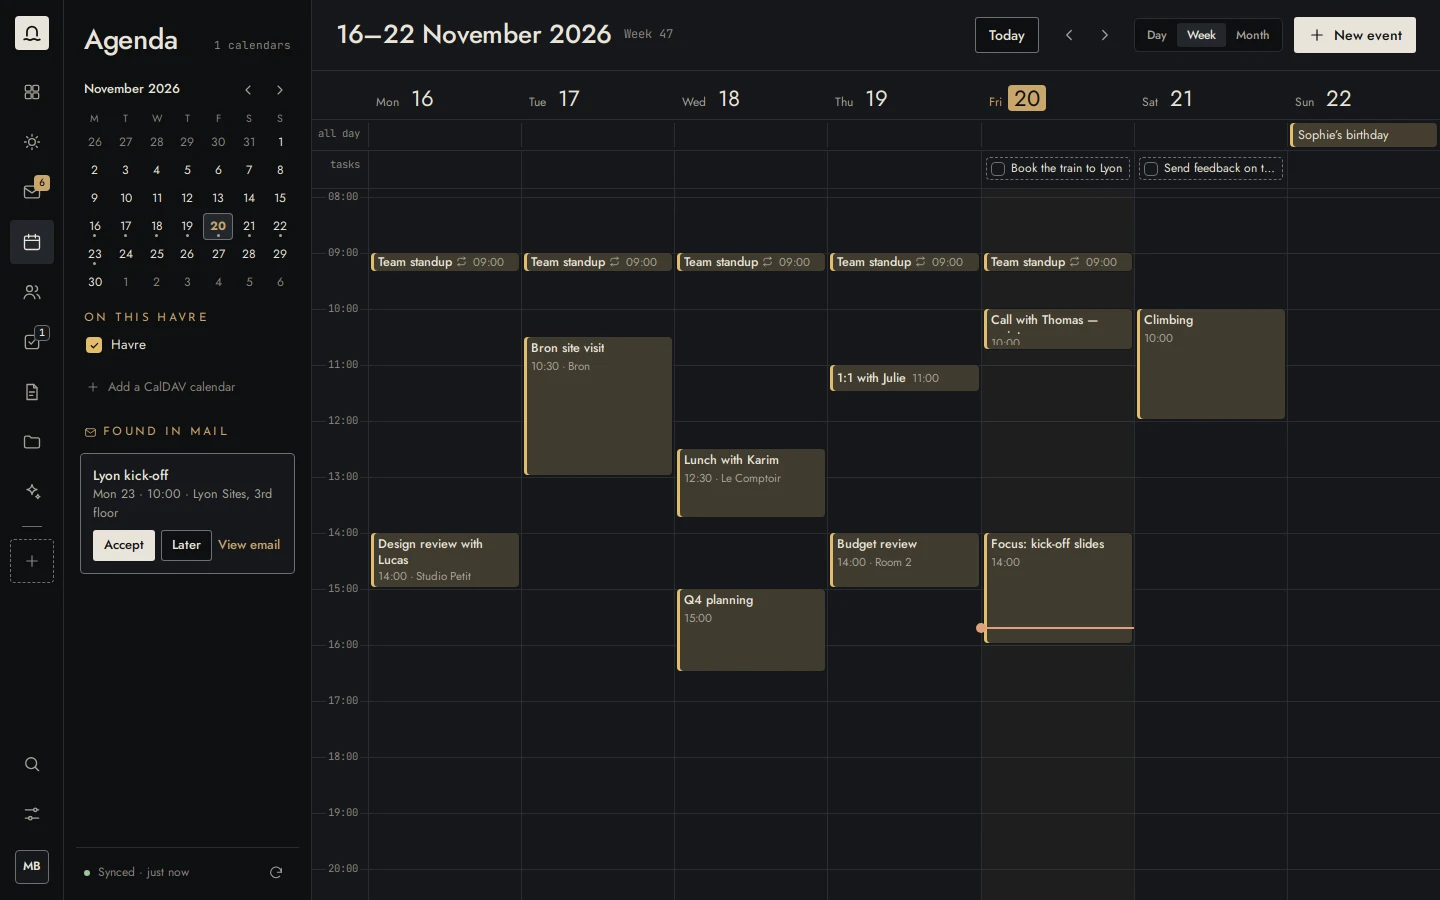 Agenda
1 calendars
November 2026
M T W T F S S
26 27 28 29 30 31 1
2 3 4 5 6 7 8
9 10 11 12 13 14 15
16 17 18 19 20 21 22
23 24 25 26 27 28 29
30 1 2 3 4 5 6
ON THIS HAVRE
Havre
Add a CalDAV calendar
FOUND IN MAIL
Lyon kick-off
Mon 23 · 10:00 · Lyon Sites, 3rd
floor
Accept Later View email
Synced · just now
6
1
MB
16–22 November 2026 Week 47
Today
Day Week Month
New event
Mon 16 Tue 17 Wed 18 Thu 19 Fri 20 Sat 21 Sun 22
all day
Sophie's birthday
tasks
Book the train to Lyon
Send feedback on t…
08:00
09:00
Team standup 09:00
Team standup 09:00
Team standup 09:00
Team standup 09:00
Team standup 09:00
10:00
Call with Thomas —
10:00
Climbing
10:00
Bron site visit
10:30 · Bron
11:00
1:1 with Julie 11:00
12:00
Lunch with Karim
12:30 · Le Comptoir
13:00
14:00
Design review with
Lucas
14:00 · Studio Petit
Budget review
14:00 · Room 2
Focus: kick-off slides
14:00
15:00
Q4 planning
15:00
16:00
17:00
18:00
19:00
20:00